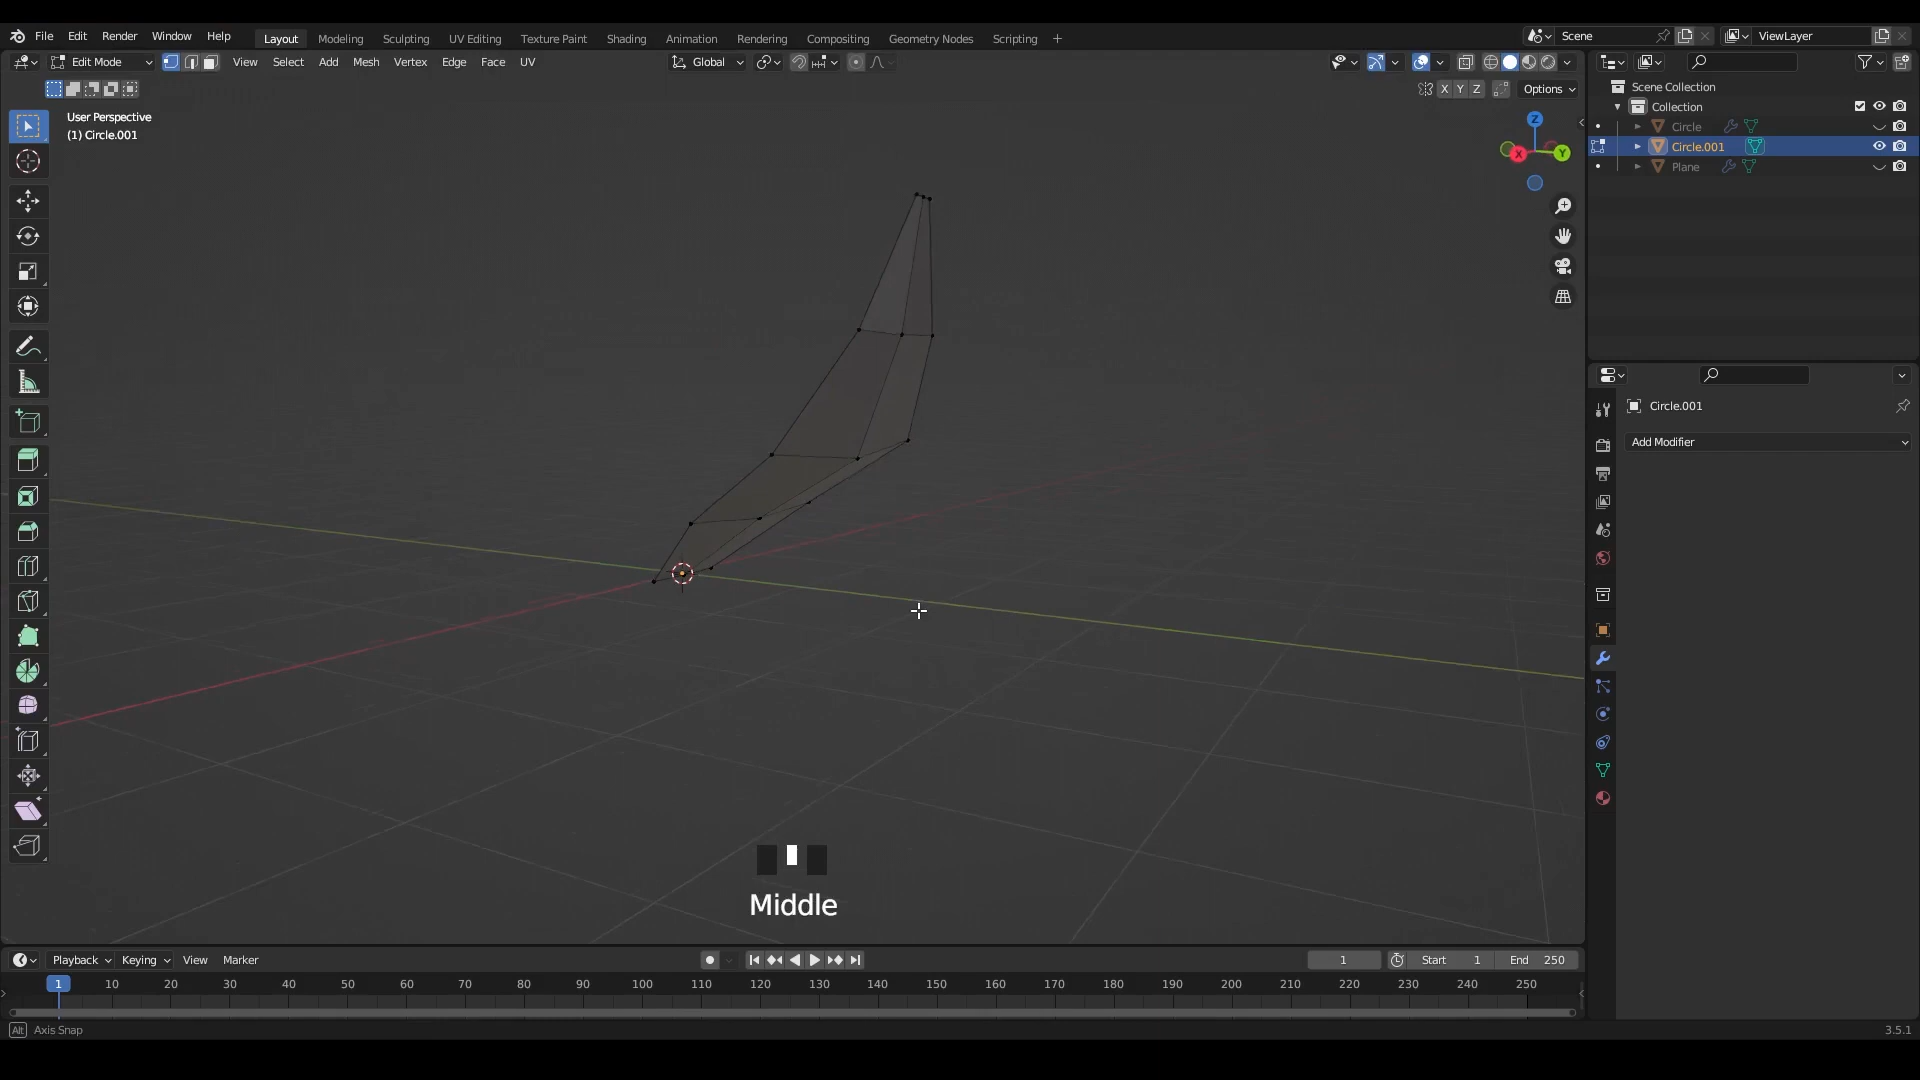 File Edit Render Window Help Layout Modeling Sculpting UV Editing Texture Paint Shading Animation Rendering Compositing Geometry Nodes Scripting + Scene ViewLayer
Edit Mode View Select Add Mesh Vertex Edge Face UV Global
X Y Z Options
User Perspective
(1) Circle.001
Z
X
Y
Scene Collection
Collection
Circle
Circle.001
Plane
Circle.001
Add Modifier
Middle
Playback Keying View Marker 1 Start 1 End 250
1 10 20 30 40 50 60 70 80 90 100 110 120 130 140 150 160 170 180 190 200 210 220 230 240 250
Alt Axis Snap 3.5.1